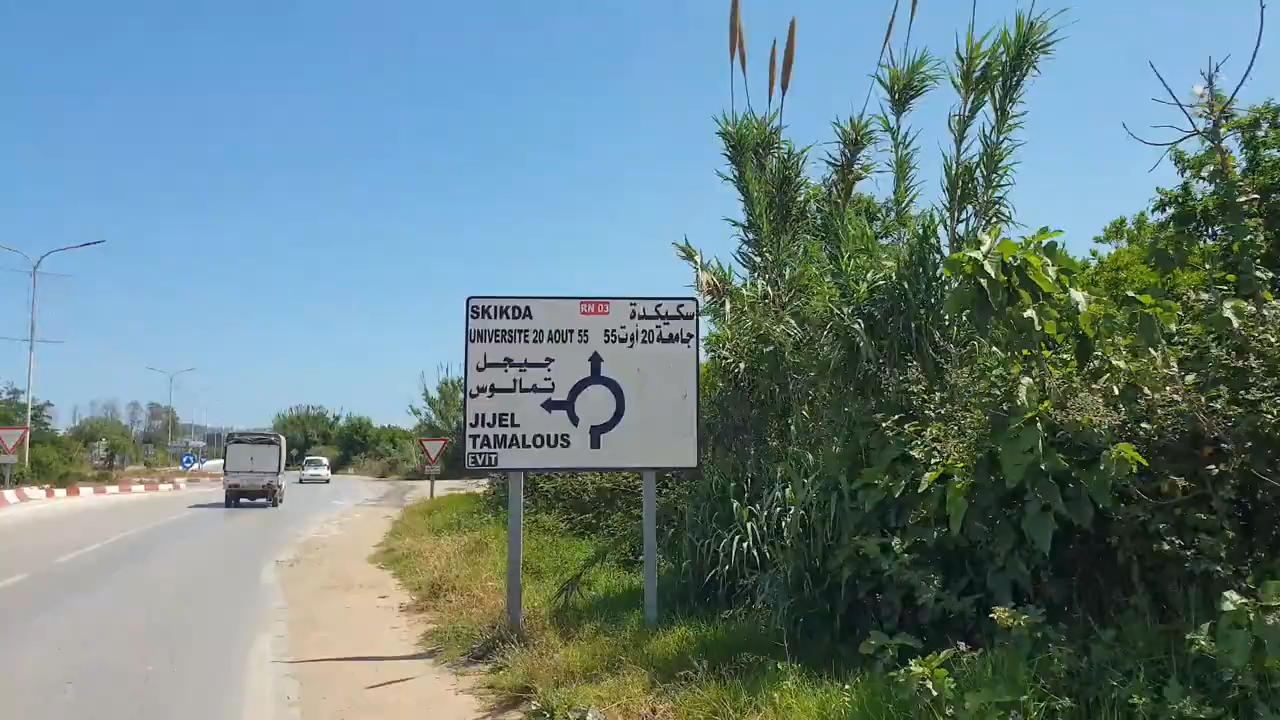 SKIKDA RN 03 سكيكدة
UNIVERSITE 20 AOUT 55 جامعة 20 أوت 55
جيجل
تمالوس
JIJEL
TAMALOUS
EVIT